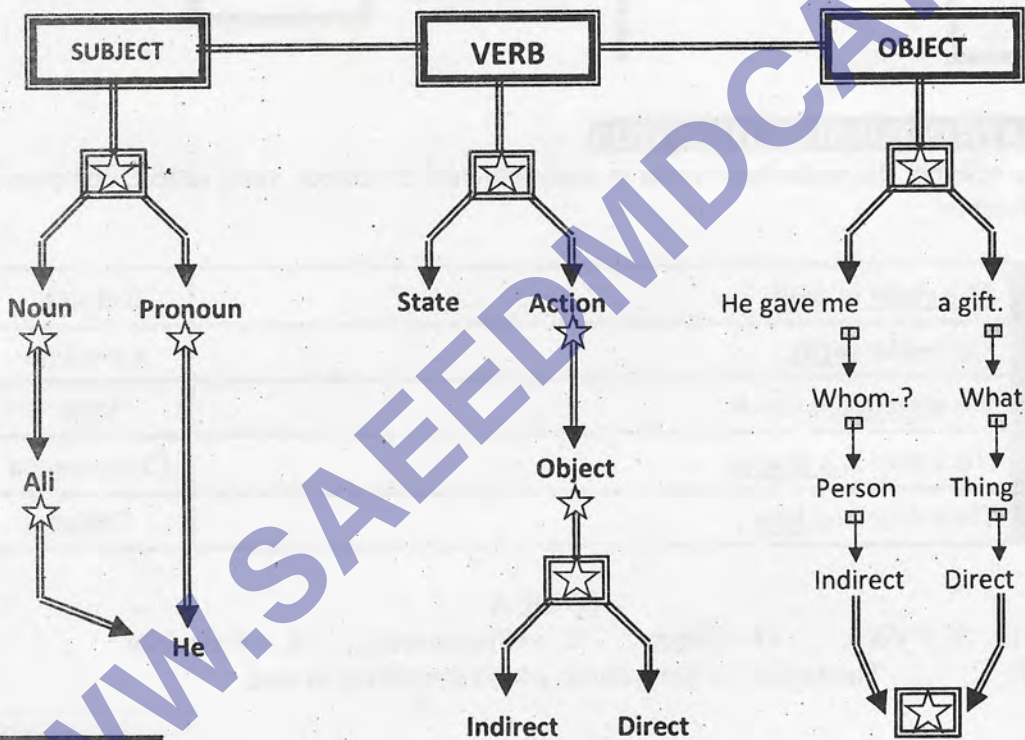 SUBJECT VERB OBJECT
Noun Pronoun State Action He gave me a gift.
Whom-? What
Ali Object Person Thing
Indirect Direct
He
Indirect Direct
WWW.SAEEDMDCA